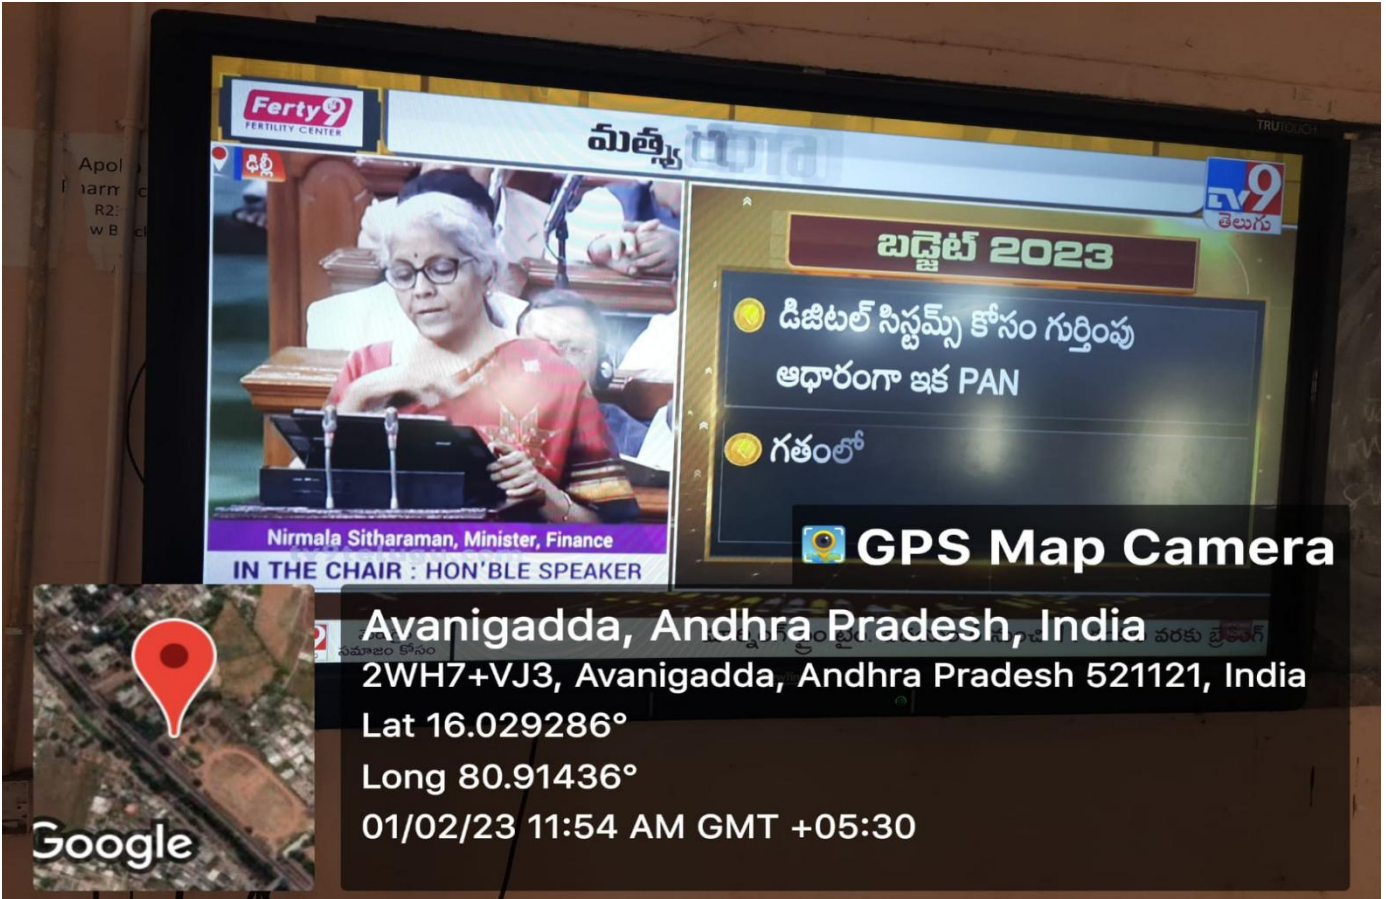 TRUTOUCH
Ferty9
FERTILITY CENTER
మత్స్య
ఢిల్లీ
TV9
తెలుగు
బడ్జెట్ 2023
డిజిటల్ సిస్టమ్స్ కోసం గుర్తింపు
ఆధారంగా ఇక PAN
గతంలో
Nirmala Sitharaman, Minister, Finance
IN THE CHAIR : HON'BLE SPEAKER
సమాజం కోసం
వరకు
GPS Map Camera
Avanigadda, Andhra Pradesh, India
2WH7+VJ3, Avanigadda, Andhra Pradesh 521121, India
Lat 16.029286°
Long 80.91436°
01/02/23 11:54 AM GMT +05:30
Google